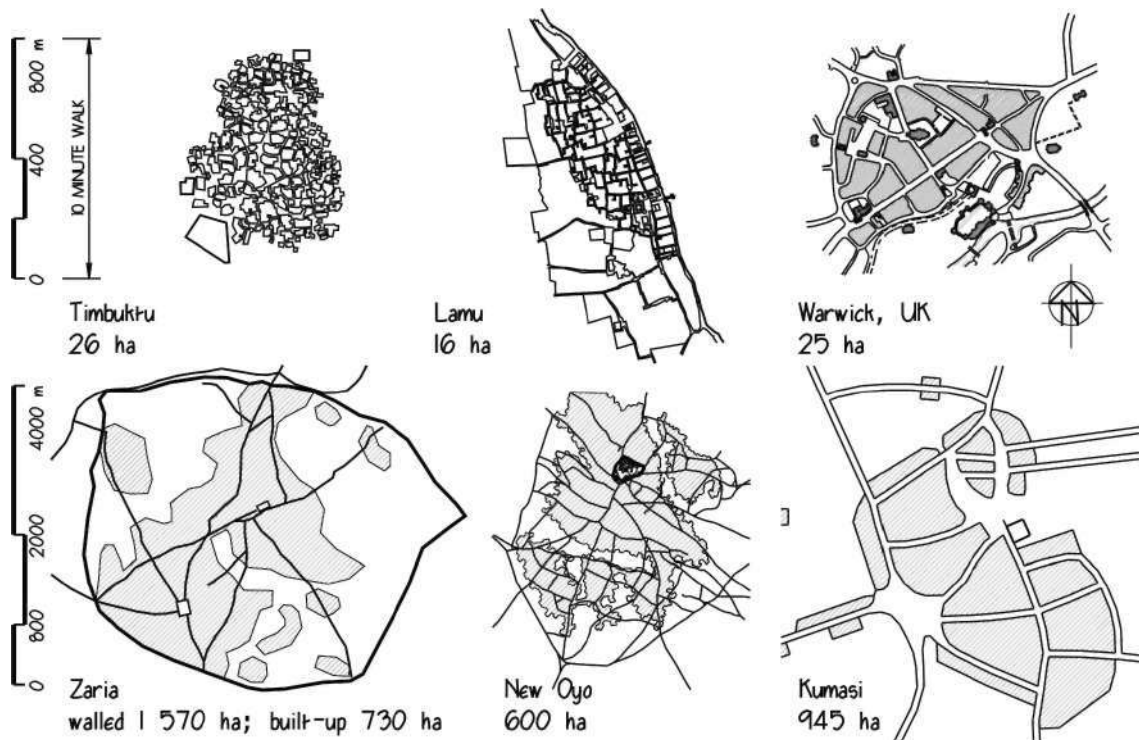 800 m
400
0
10 MINUTE WALK
Timbuktu
26 ha
Lamu
16 ha
Warwick, UK
25 ha
N
4000 m
2000
800
0
Zaria
walled 1 570 ha; built-up 730 ha
New Oyo
600 ha
Kumasi
945 ha